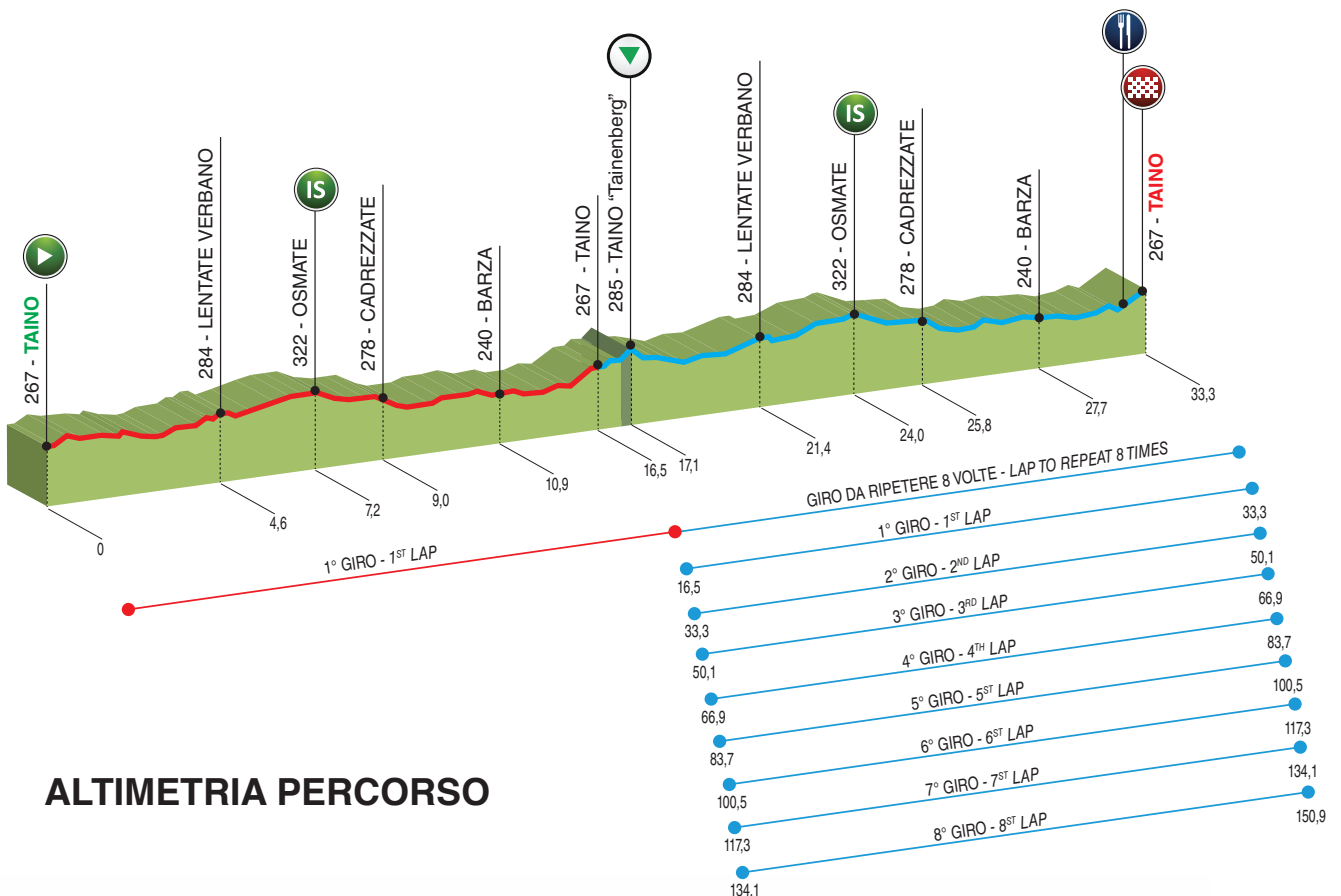 267 - TAINO
284 - LENTATE VERBANO
IS
322 - OSMATE
278 - CADREZZATE
240 - BARZA
267 - TAINO
285 - TAINO “Tainenberg”
284 - LENTATE VERBANO
IS
322 - OSMATE
278 - CADREZZATE
240 - BARZA
267 - TAINO
0
4,6
7,2
9,0
10,9
16,5
17,1
21,4
24,0
25,8
27,7
33,3
1° GIRO - 1ST LAP
GIRO DA RIPETERE 8 VOLTE - LAP TO REPEAT 8 TIMES
16,5 1° GIRO - 1ST LAP 33,3
33,3 2° GIRO - 2ND LAP 50,1
50,1 3° GIRO - 3RD LAP 66,9
66,9 4° GIRO - 4TH LAP 83,7
83,7 5° GIRO - 5ST LAP 100,5
100,5 6° GIRO - 6ST LAP 117,3
117,3 7° GIRO - 7ST LAP 134,1
134,1 8° GIRO - 8ST LAP 150,9
ALTIMETRIA PERCORSO